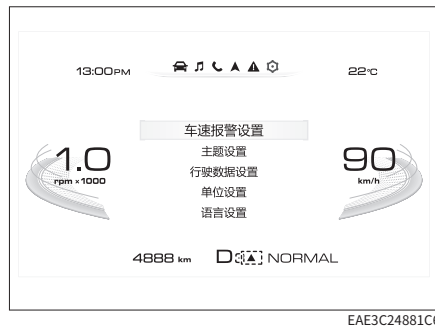 13:00PM
22℃
车速报警设置
主题设置
行驶数据设置
单位设置
语言设置
1.0
rpm ×1000
90
km/h
4888 km D NORMAL
EAE3C24881C6